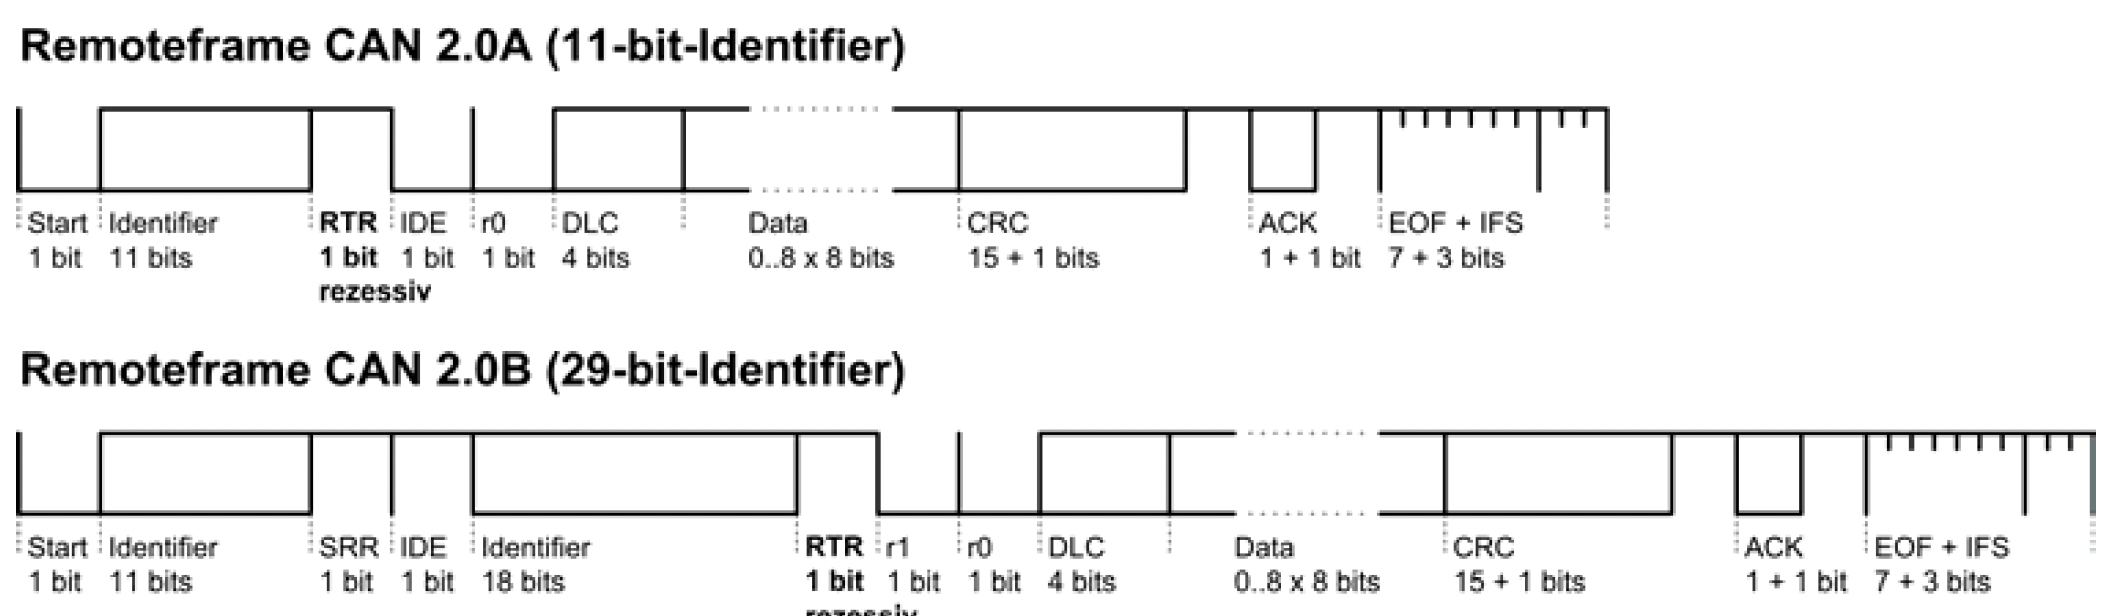 Remoteframe CAN 2.0A (11-bit-Identifier)
Start Identifier RTR IDE r0 DLC Data CRC ACK EOF + IFS
1 bit 11 bits 1 bit 1 bit 1 bit 4 bits 0..8 x 8 bits 15 + 1 bits 1 + 1 bit 7 + 3 bits
rezessiv
Remoteframe CAN 2.0B (29-bit-Identifier)
Start Identifier SRR IDE Identifier RTR r1 r0 DLC Data CRC ACK EOF + IFS
1 bit 11 bits 1 bit 1 bit 18 bits 1 bit 1 bit 1 bit 4 bits 0..8 x 8 bits 15 + 1 bits 1 + 1 bit 7 + 3 bits
rezessiv